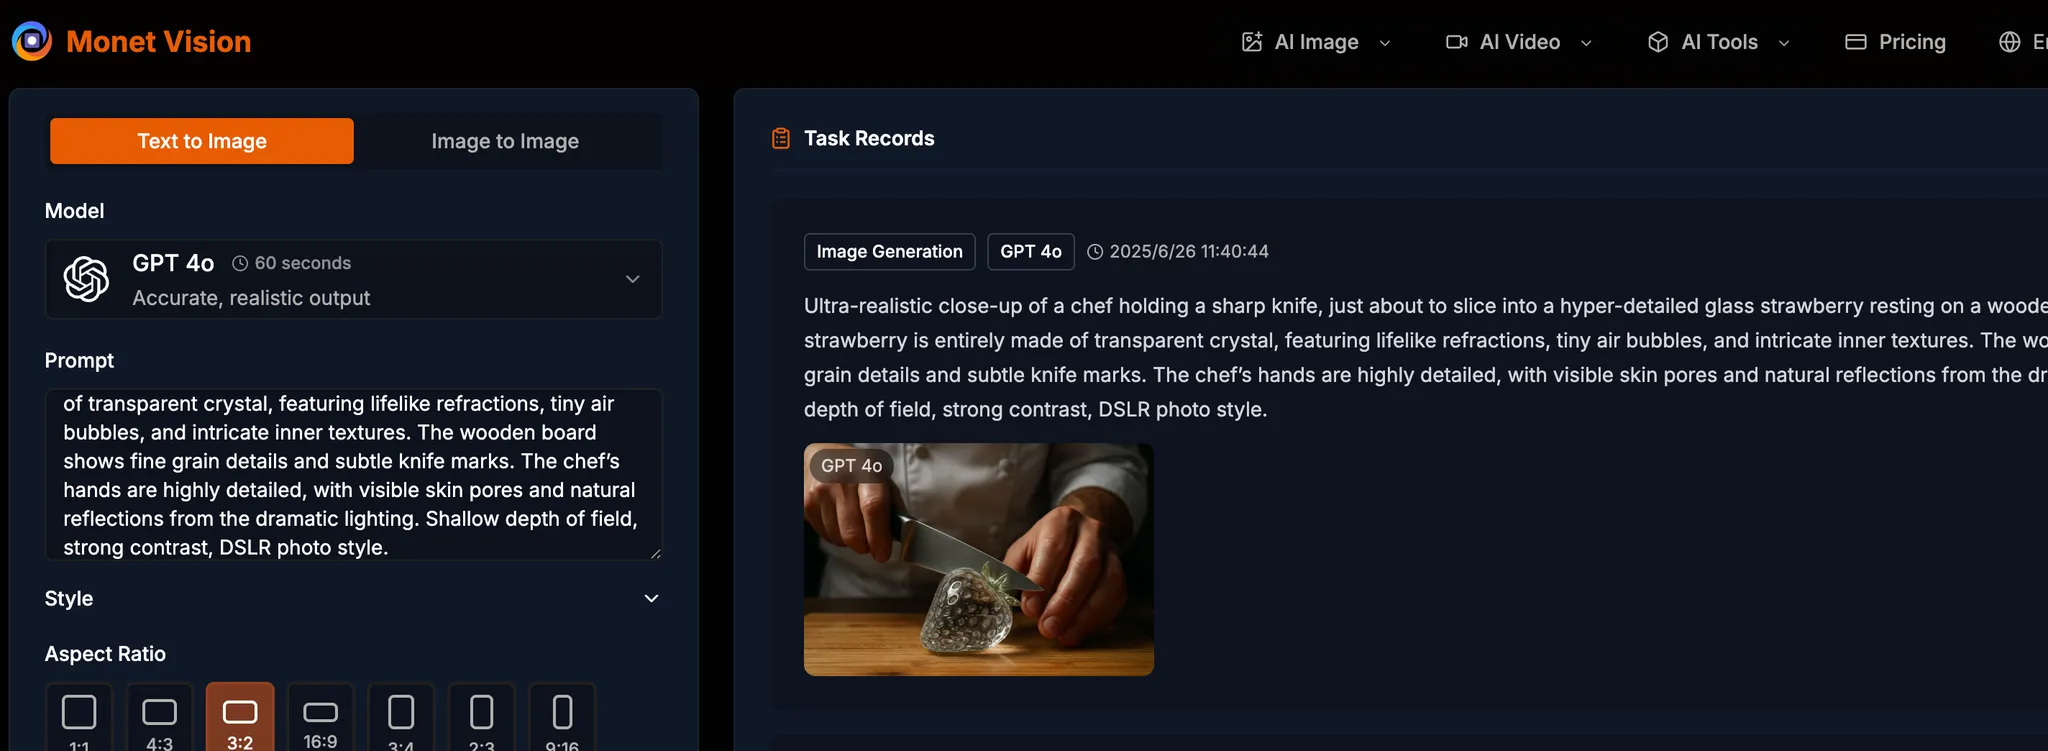 Monet Vision
AI Image
AI Video
AI Tools
Pricing
Text to Image
Image to Image
Model
GPT 4o
60 seconds
Accurate, realistic output
Prompt
of transparent crystal, featuring lifelike refractions, tiny air
bubbles, and intricate inner textures. The wooden board
shows fine grain details and subtle knife marks. The chef’s
hands are highly detailed, with visible skin pores and natural
reflections from the dramatic lighting. Shallow depth of field,
strong contrast, DSLR photo style.
Style
Aspect Ratio
1:1
4:3
3:2
16:9
3:4
2:3
9:16
Task Records
Image Generation
GPT 4o
2025/6/26 11:40:44
Ultra-realistic close-up of a chef holding a sharp knife, just about to slice into a hyper-detailed glass strawberry resting on a
strawberry is entirely made of transparent crystal, featuring lifelike refractions, tiny air bubbles, and intricate inner textures. The
grain details and subtle knife marks. The chef’s hands are highly detailed, with visible skin pores and natural reflections from the
depth of field, strong contrast, DSLR photo style.
GPT 4o